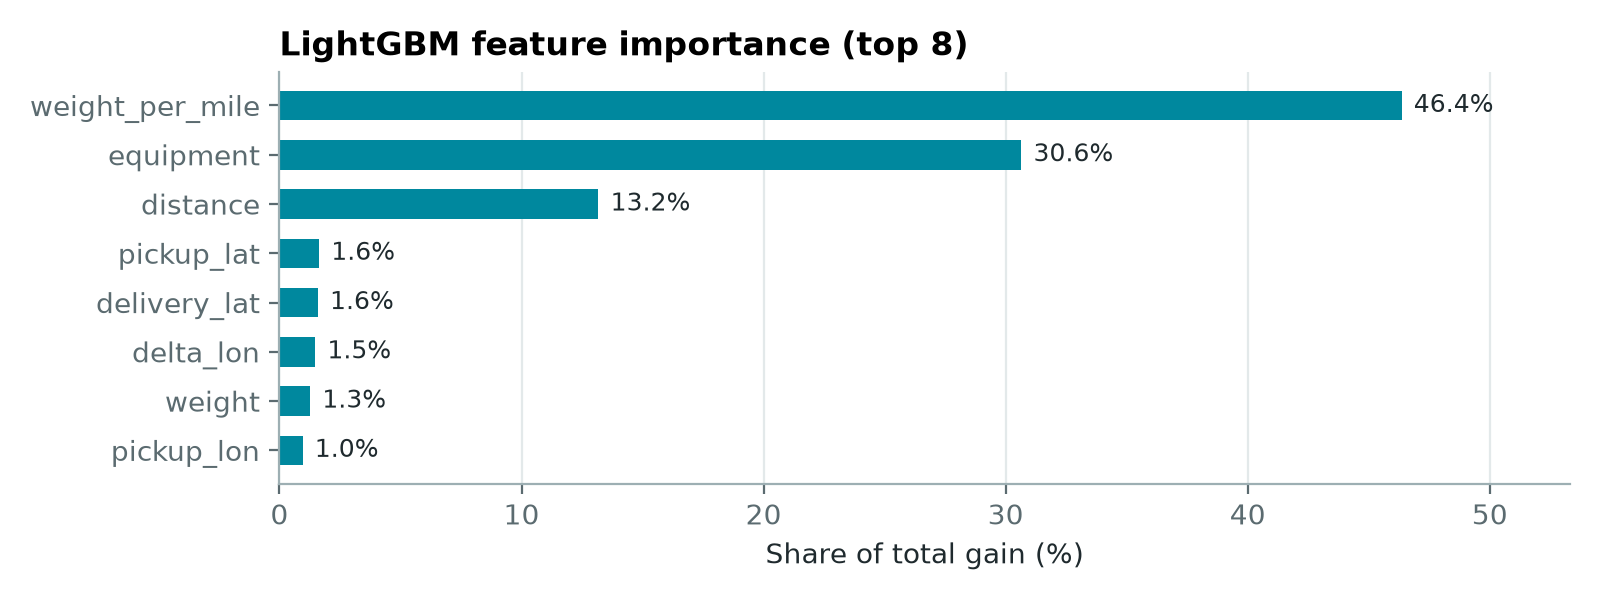 LightGBM feature importance (top 8)
weight_per_mile 46.4%
equipment 30.6%
distance 13.2%
pickup_lat 1.6%
delivery_lat 1.6%
delta_lon 1.5%
weight 1.3%
pickup_lon 1.0%
0 10 20 30 40 50
Share of total gain (%)